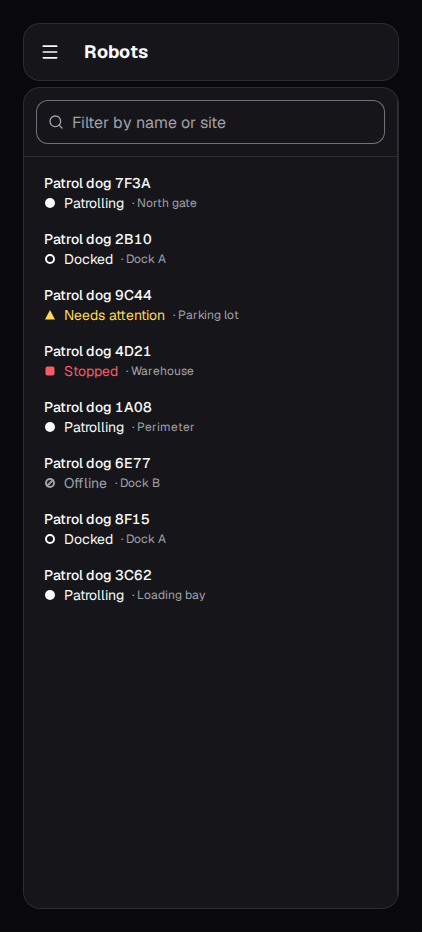 Robots
Filter by name or site
Patrol dog 7F3A
Patrolling · North gate
Patrol dog 2B10
Docked · Dock A
Patrol dog 9C44
Needs attention · Parking lot
Patrol dog 4D21
Stopped · Warehouse
Patrol dog 1A08
Patrolling · Perimeter
Patrol dog 6E77
Offline · Dock B
Patrol dog 8F15
Docked · Dock A
Patrol dog 3C62
Patrolling · Loading bay